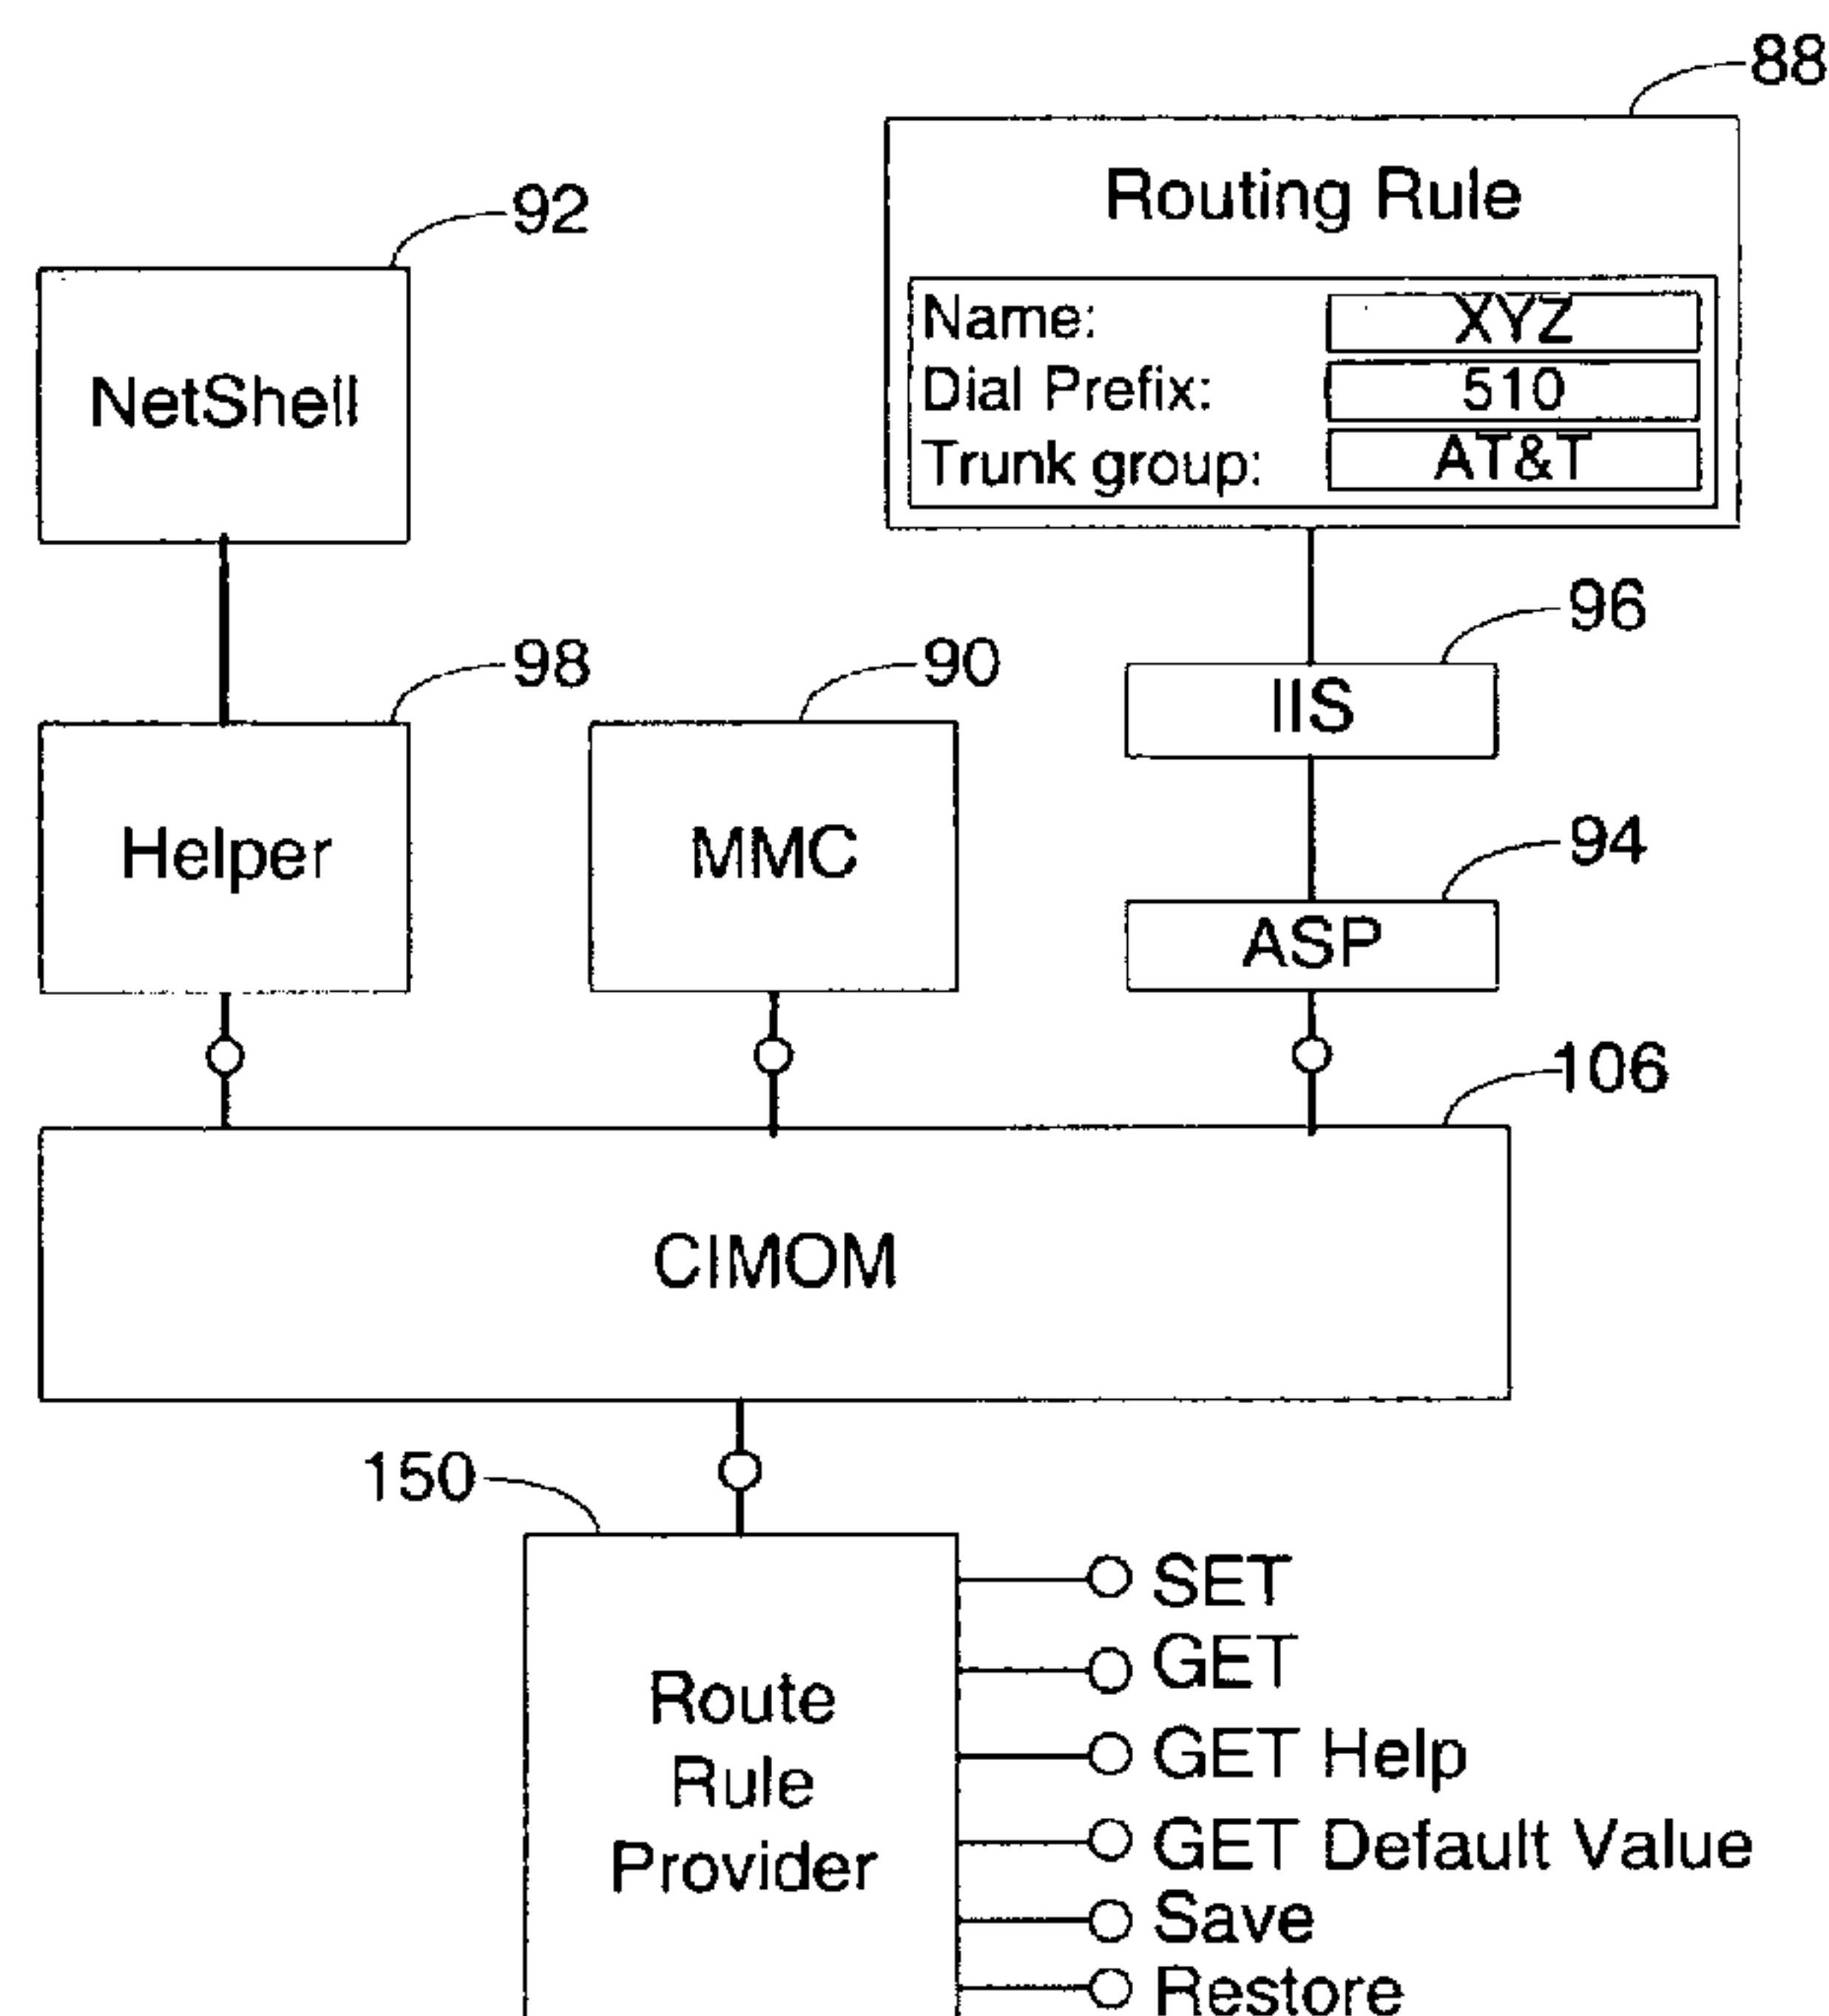 88
Routing Rule
92
Name: XYZ
Dial Prefix: 510
Trunk group: AT&T
NetShell
96
98
90
IIS
94
Helper
MMC
ASP
106
CIMOM
150
SET
GET
Route
Rule
Provider
GET Help
GET Default Value
Save
Restore